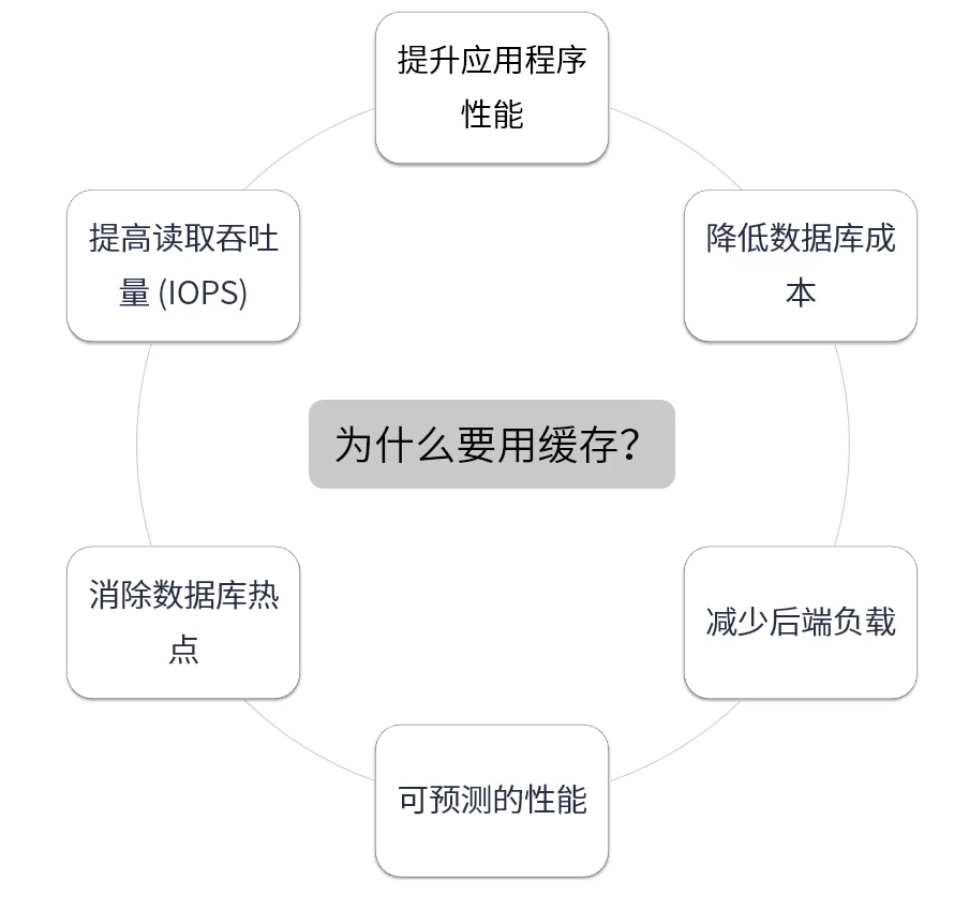 提升应用程序
性能
提高读取吞吐
量 (IOPS)
降低数据库成
本
为什么要用缓存？
消除数据库热
点
减少后端负载
可预测的性能